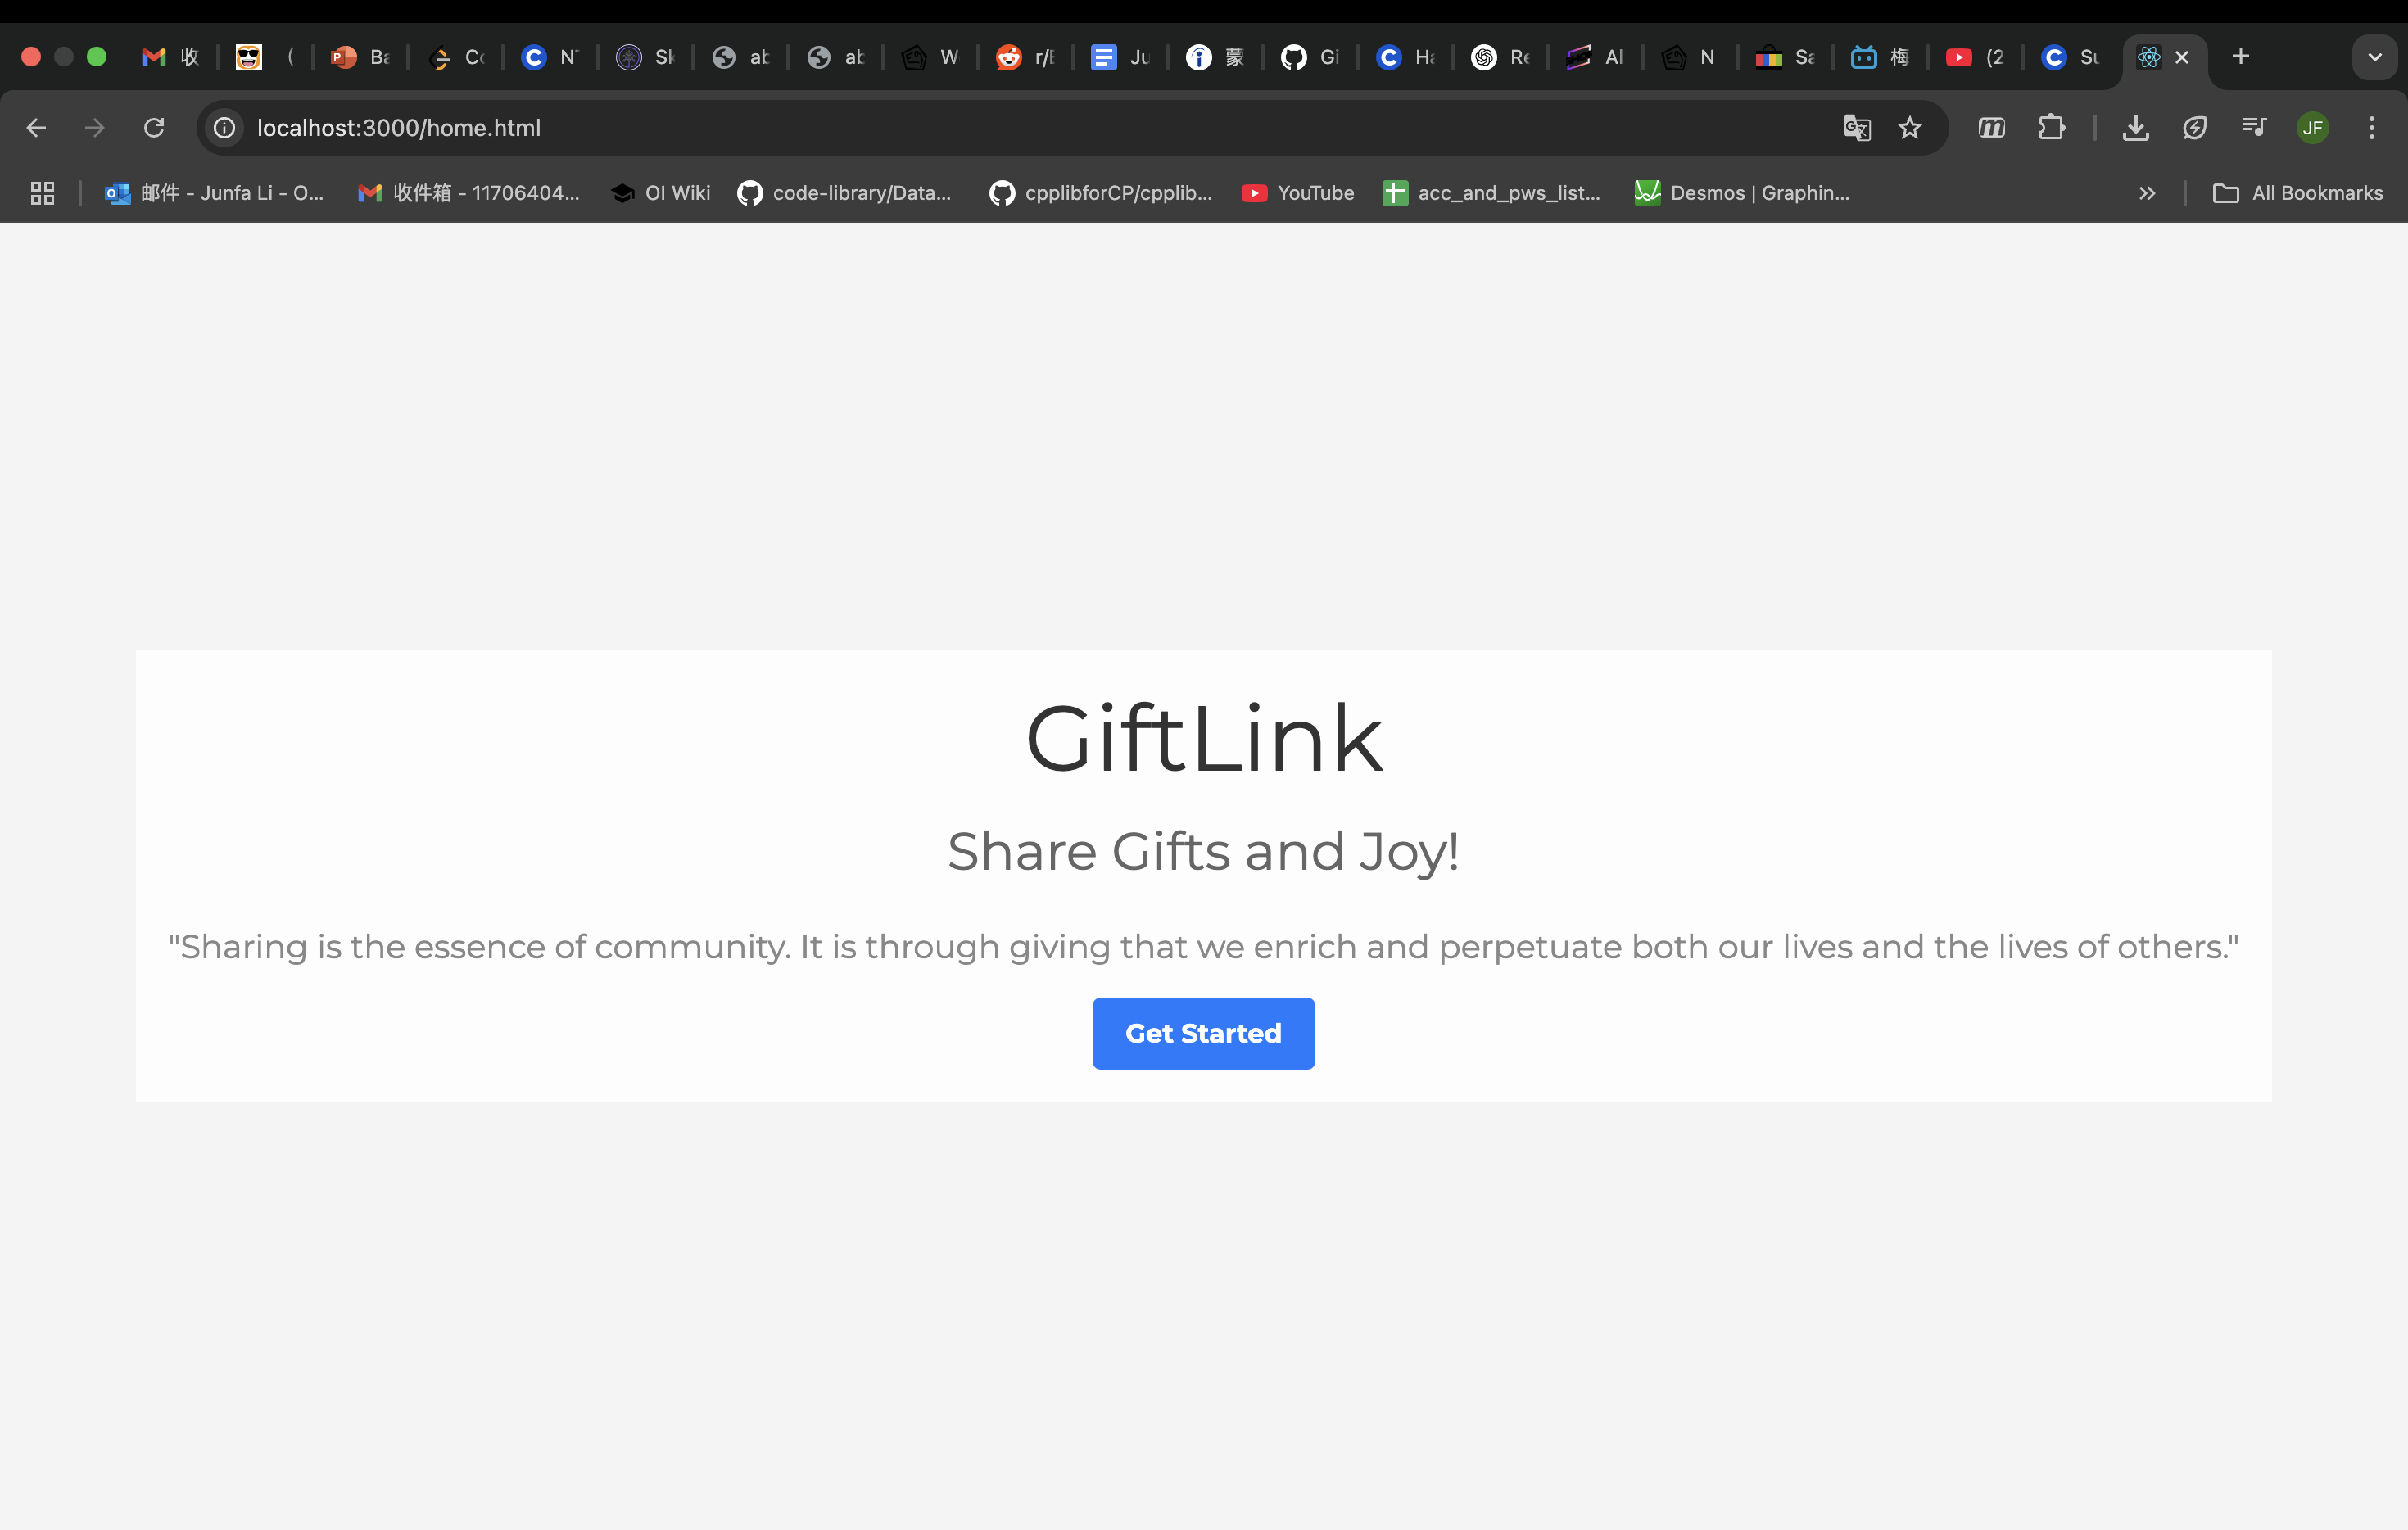 收 ( Ba Co NT Sk ab ab W r/B Ju 蒙 Gi Ha Re AI N Sa 梅 (2 Su
localhost:3000/home.html JF
邮件 - Junfa Li - O... 收件箱 - 11706404... OI Wiki code-library/Data... cpplibforCP/cpplib... YouTube acc_and_pws_list... Desmos | Graphin... All Bookmarks
GiftLink
Share Gifts and Joy!
"Sharing is the essence of community. It is through giving that we enrich and perpetuate both our lives and the lives of others."
Get Started